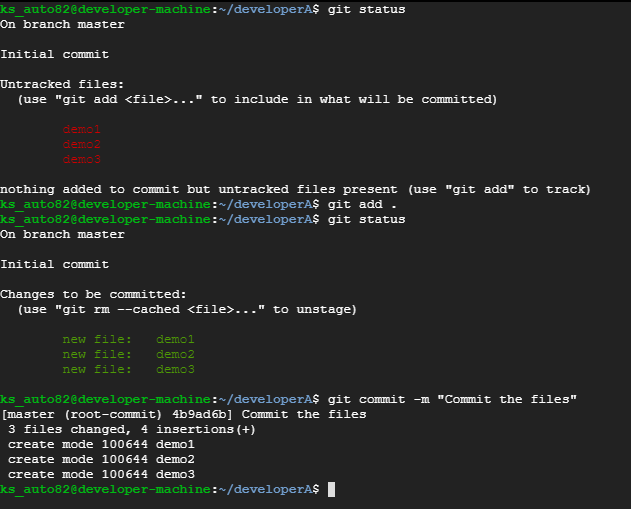 ks_auto82@developer-machine:~/developerA$ git status
On branch master
Initial commit
Untracked files:
(use "git add <file>..." to include in what will be committed)
demo1
demo2
demo3
nothing added to commit but untracked files present (use "git add" to track)
ks_auto82@developer-machine:~/developerA$ git add .
ks_auto82@developer-machine:~/developerA$ git status
On branch master
Initial commit
Changes to be committed:
(use "git rm --cached <file>..." to unstage)
new file:   demo1
new file:   demo2
new file:   demo3
ks_auto82@developer-machine:~/developerA$ git commit -m "Commit the files"
[master (root-commit) 4b9ad6b] Commit the files
3 files changed, 4 insertions(+)
create mode 100644 demo1
create mode 100644 demo2
create mode 100644 demo3
ks_auto82@developer-machine:~/developerA$